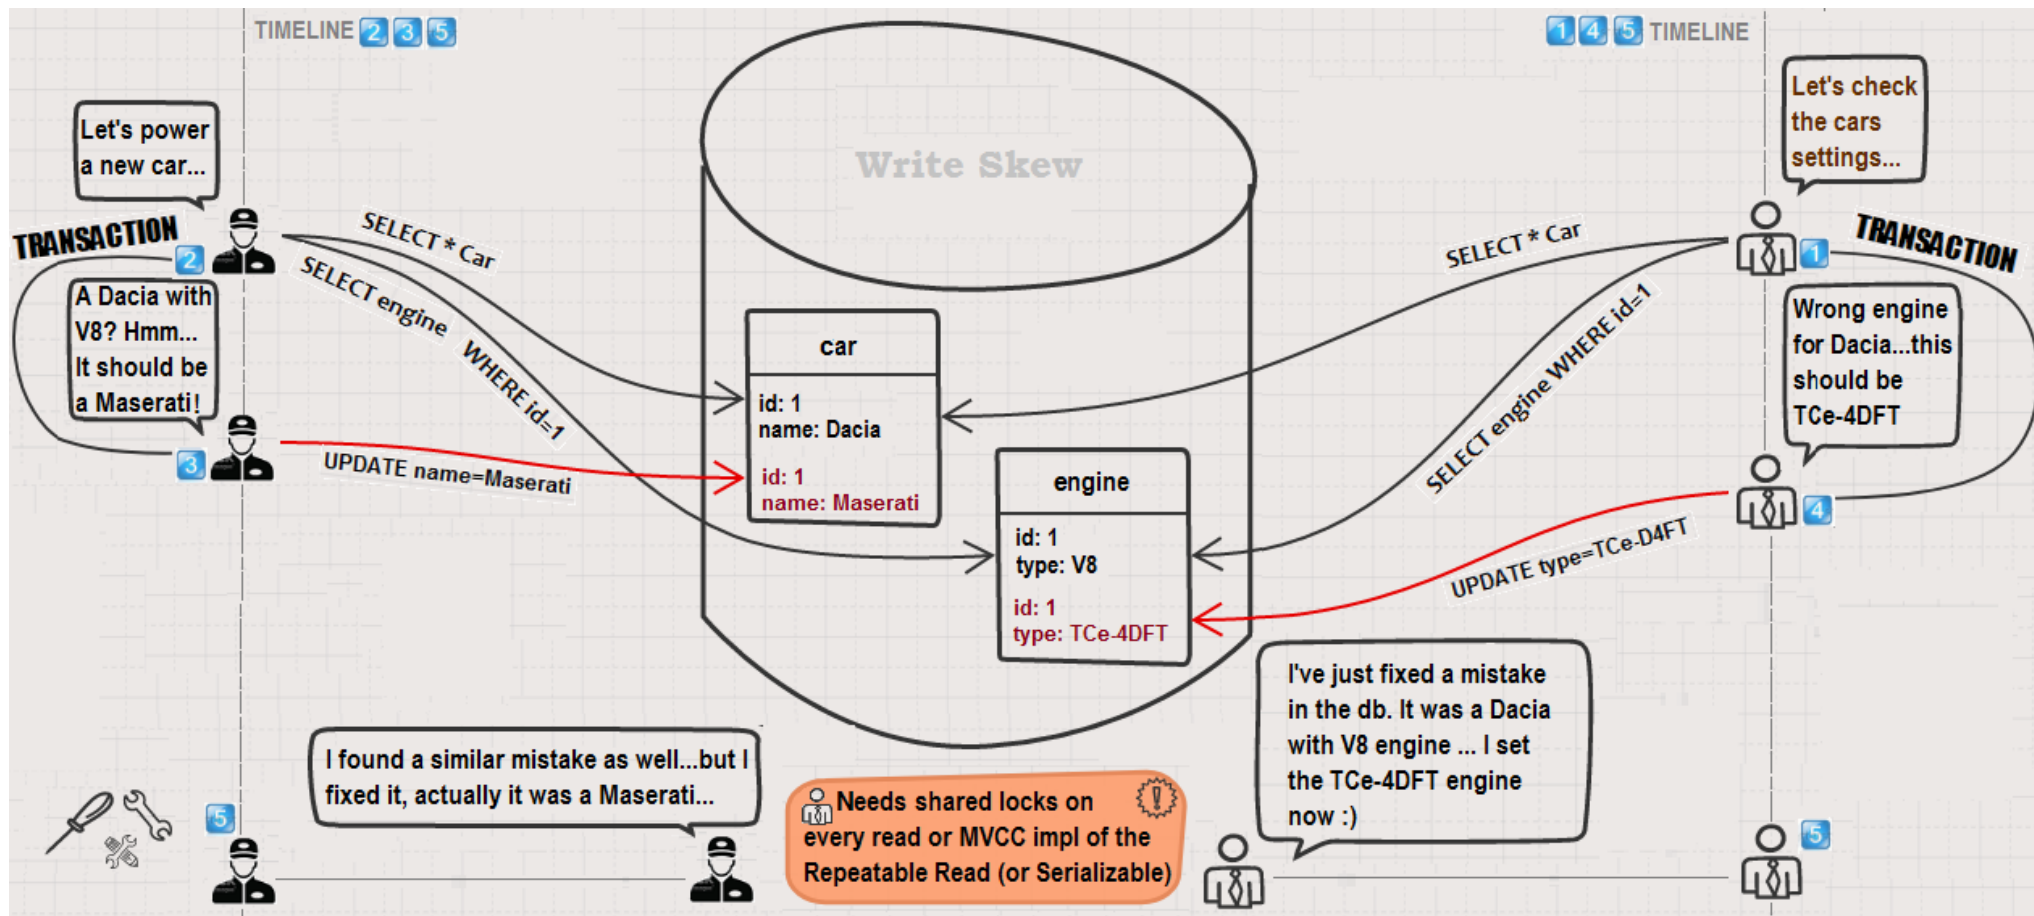 TIMELINE 2 3 5
1 4 5 TIMELINE
Let's power
a new car...
Let's check
the cars
settings...
Write Skew
TRANSACTION
2
SELECT * Car
SELECT engine WHERE id=1
SELECT * Car
SELECT engine WHERE id=1
1
TRANSACTION
A Dacia with
V8? Hmm...
It should be
a Maserati!
3
UPDATE name=Maserati
Wrong engine
for Dacia...this
should be
TCe-4DFT
4
UPDATE type=TCe-D4FT
car
id: 1
name: Dacia
id: 1
name: Maserati
engine
id: 1
type: V8
id: 1
type: TCe-4DFT
I've just fixed a mistake
in the db. It was a Dacia
with V8 engine ... I set
the TCe-4DFT engine
now :)
I found a similar mistake as well...but I
fixed it, actually it was a Maserati...
5
Needs shared locks on
every read or MVCC impl of the
Repeatable Read (or Serializable)
5